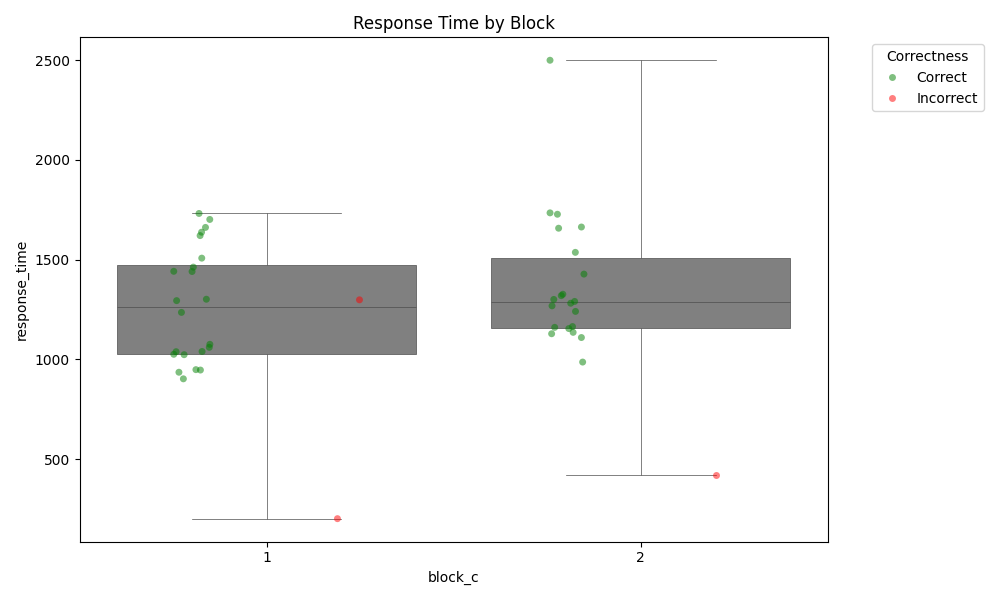 Response Time by Block
Correctness
Correct
Incorrect
2500
2000
1500
1000
500
response_time
1
2
block_c